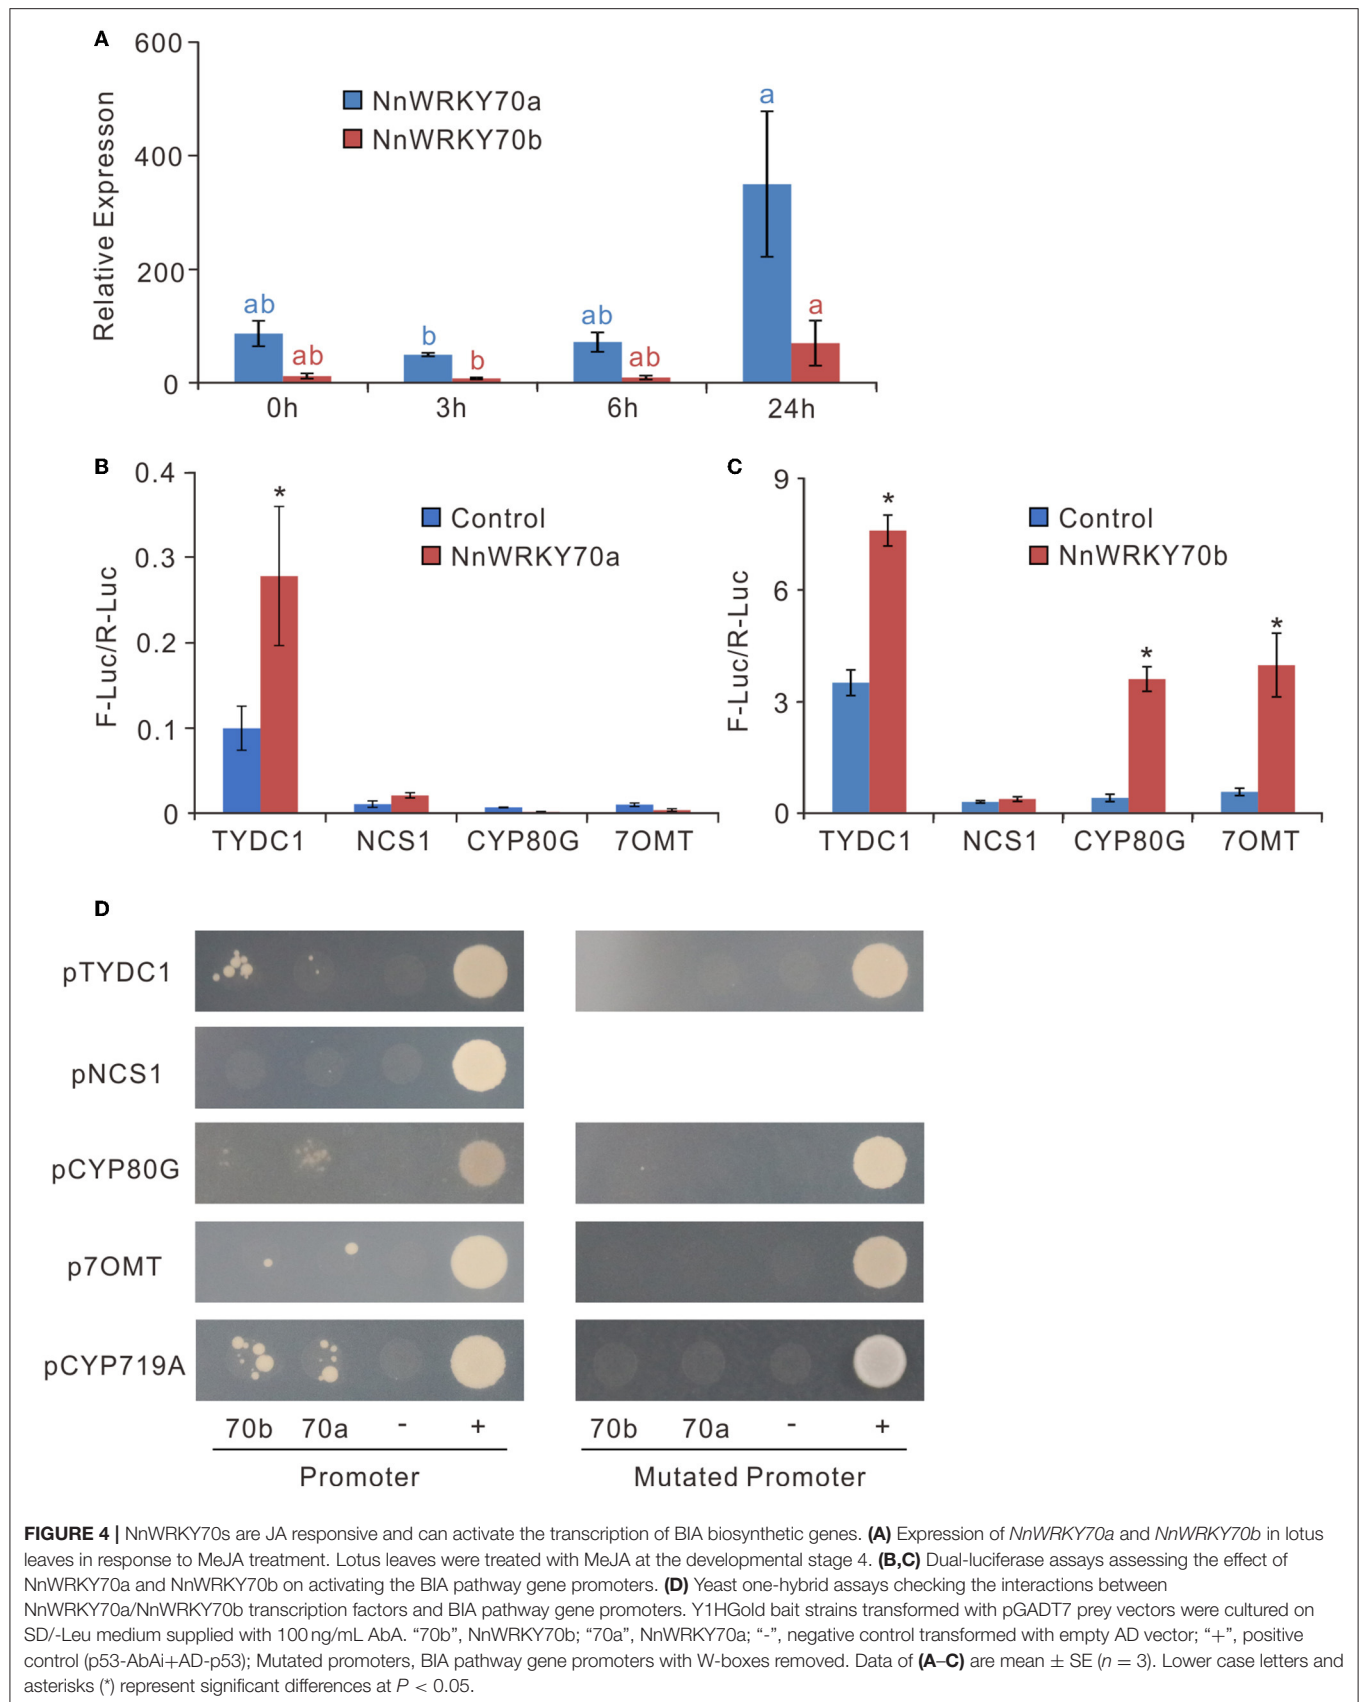 A
600
400
200
0
Relative Expresson
NnWRKY70a
NnWRKY70b
ab
ab
b
b
ab
ab
a
a
0h 3h 6h 24h
B
0.4
0.3
0.2
0.1
0
F-Luc/R-Luc
Control
NnWRKY70a
*
TYDC1 NCS1 CYP80G 7OMT
C
9
6
3
0
F-Luc/R-Luc
Control
NnWRKY70b
*
*
*
TYDC1 NCS1 CYP80G 7OMT
D
pTYDC1
pNCS1
pCYP80G
p7OMT
pCYP719A
70b 70a - +
Promoter
70b 70a - +
Mutated Promoter
FIGURE 4 | NnWRKY70s are JA responsive and can activate the transcription of BIA biosynthetic genes. (A) Expression of NnWRKY70a and NnWRKY70b in lotus
leaves in response to MeJA treatment. Lotus leaves were treated with MeJA at the developmental stage 4. (B,C) Dual-luciferase assays assessing the effect of
NnWRKY70a and NnWRKY70b on activating the BIA pathway gene promoters. (D) Yeast one-hybrid assays checking the interactions between
NnWRKY70a/NnWRKY70b transcription factors and BIA pathway gene promoters. Y1HGold bait strains transformed with pGADT7 prey vectors were cultured on
SD/-Leu medium supplied with 100 ng/mL AbA. “70b”, NnWRKY70b; “70a”, NnWRKY70a; “-”, negative control transformed with empty AD vector; “+”, positive
control (p53-AbAi+AD-p53); Mutated promoters, BIA pathway gene promoters with W-boxes removed. Data of (A–C) are mean ± SE (n = 3). Lower case letters and
asterisks (*) represent significant differences at P < 0.05.